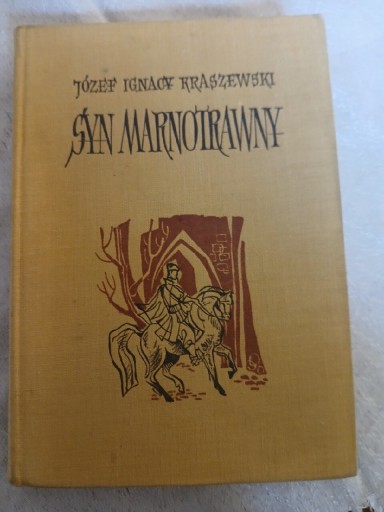 JÓZEF IGNACY KRASZEWSKI
SYN MARNOTRAWNY